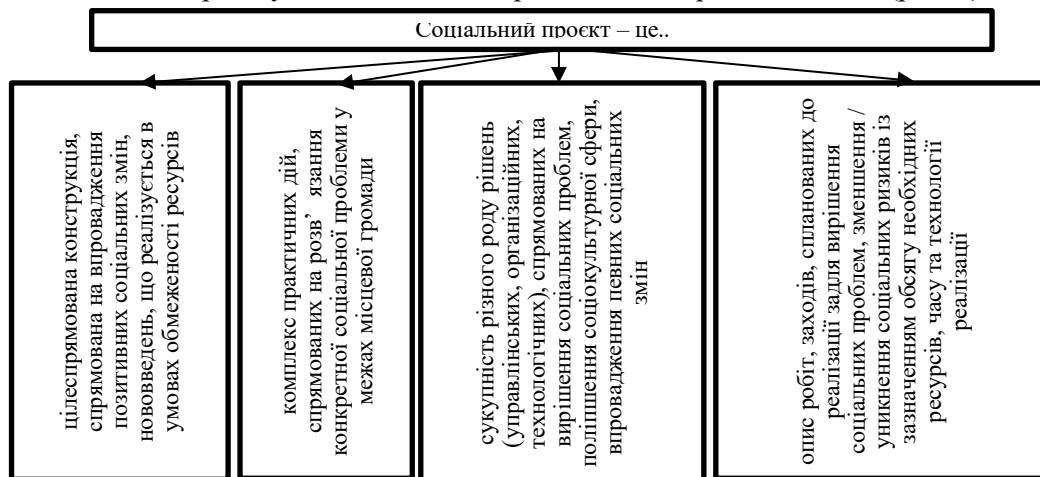 Соціальний проєкт – це..
цілеспрямована конструкція,
спрямована на впровадження
позитивних соціальних змін,
нововведень, що реалізується в
умовах обмеженості ресурсів
комплекс практичних дій,
спрямованих на розв’ язання
конкретної соціальної проблеми у
межах місцевої громади
сукупність різного роду рішень
(управлінських, організаційних,
технологічних), спрямованих на
вирішення соціальних проблем,
поліпшення соціокультурної сфери,
впровадження певних соціальних
змін
опис робіт, заходів, спланованих до
реалізації задля вирішення
соціальних проблем, зменшення /
уникнення соціальних ризиків із
зазначенням обсягу необхідних
ресурсів, часу та технології
реалізації